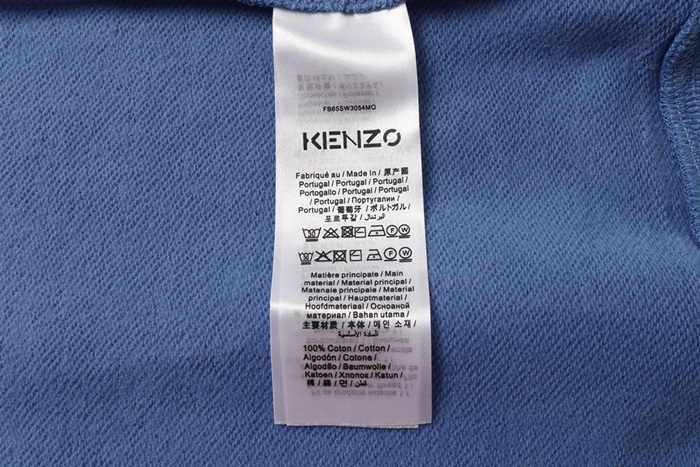 FB65SW3054MO
KENZO
Fabriqué au / Made In / 原产国
Portugal / Portugal / Portugal /
Portogallo / Portugal / Portugal
/ Portugal / Португалии /
Portugal / 葡萄牙 / ポルトガル /
포르투갈 / البرتغال
Matière principale / Main
material / Material principal /
Materiale principale / Material
principal / Hauptmaterial /
Hoofdmateriaal / Основной
материал / Bahan utama /
主要材质 / 本体 / 메인 소재 /
المادة الأساسية /
100% Coton / Cotton /
Algodón / Cotone /
Algodão / Baumwolle /
Katoen / Хлопок / Katun /
棉 / 綿 / 면 / قطن /